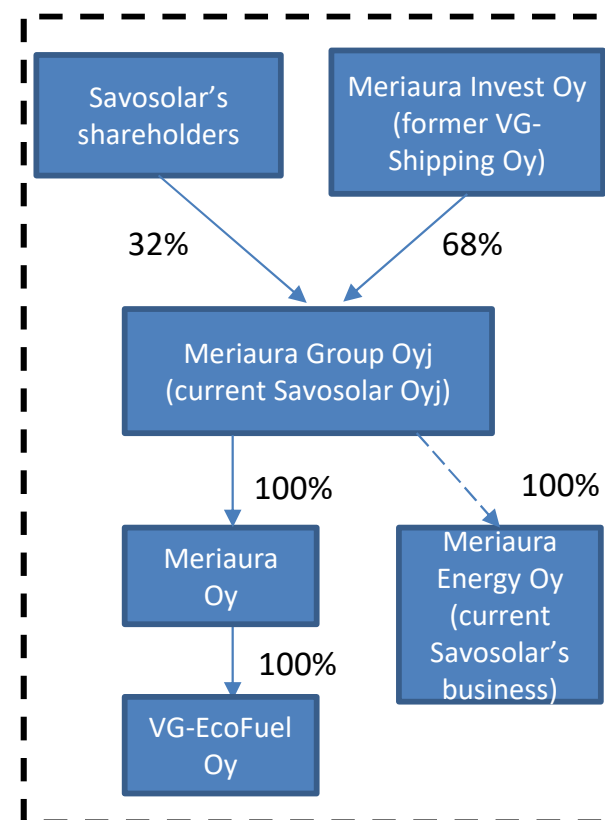 Savosolar's
shareholders
Meriaura Invest Oy
(former VG-
Shipping Oy)
32%
68%
Meriaura Group Oyj
(current Savosolar Oyj)
100%
100%
Meriaura
Oy
Meriaura
Energy Oy
(current
Savosolar's
business)
100%
VG-EcoFuel
Oy